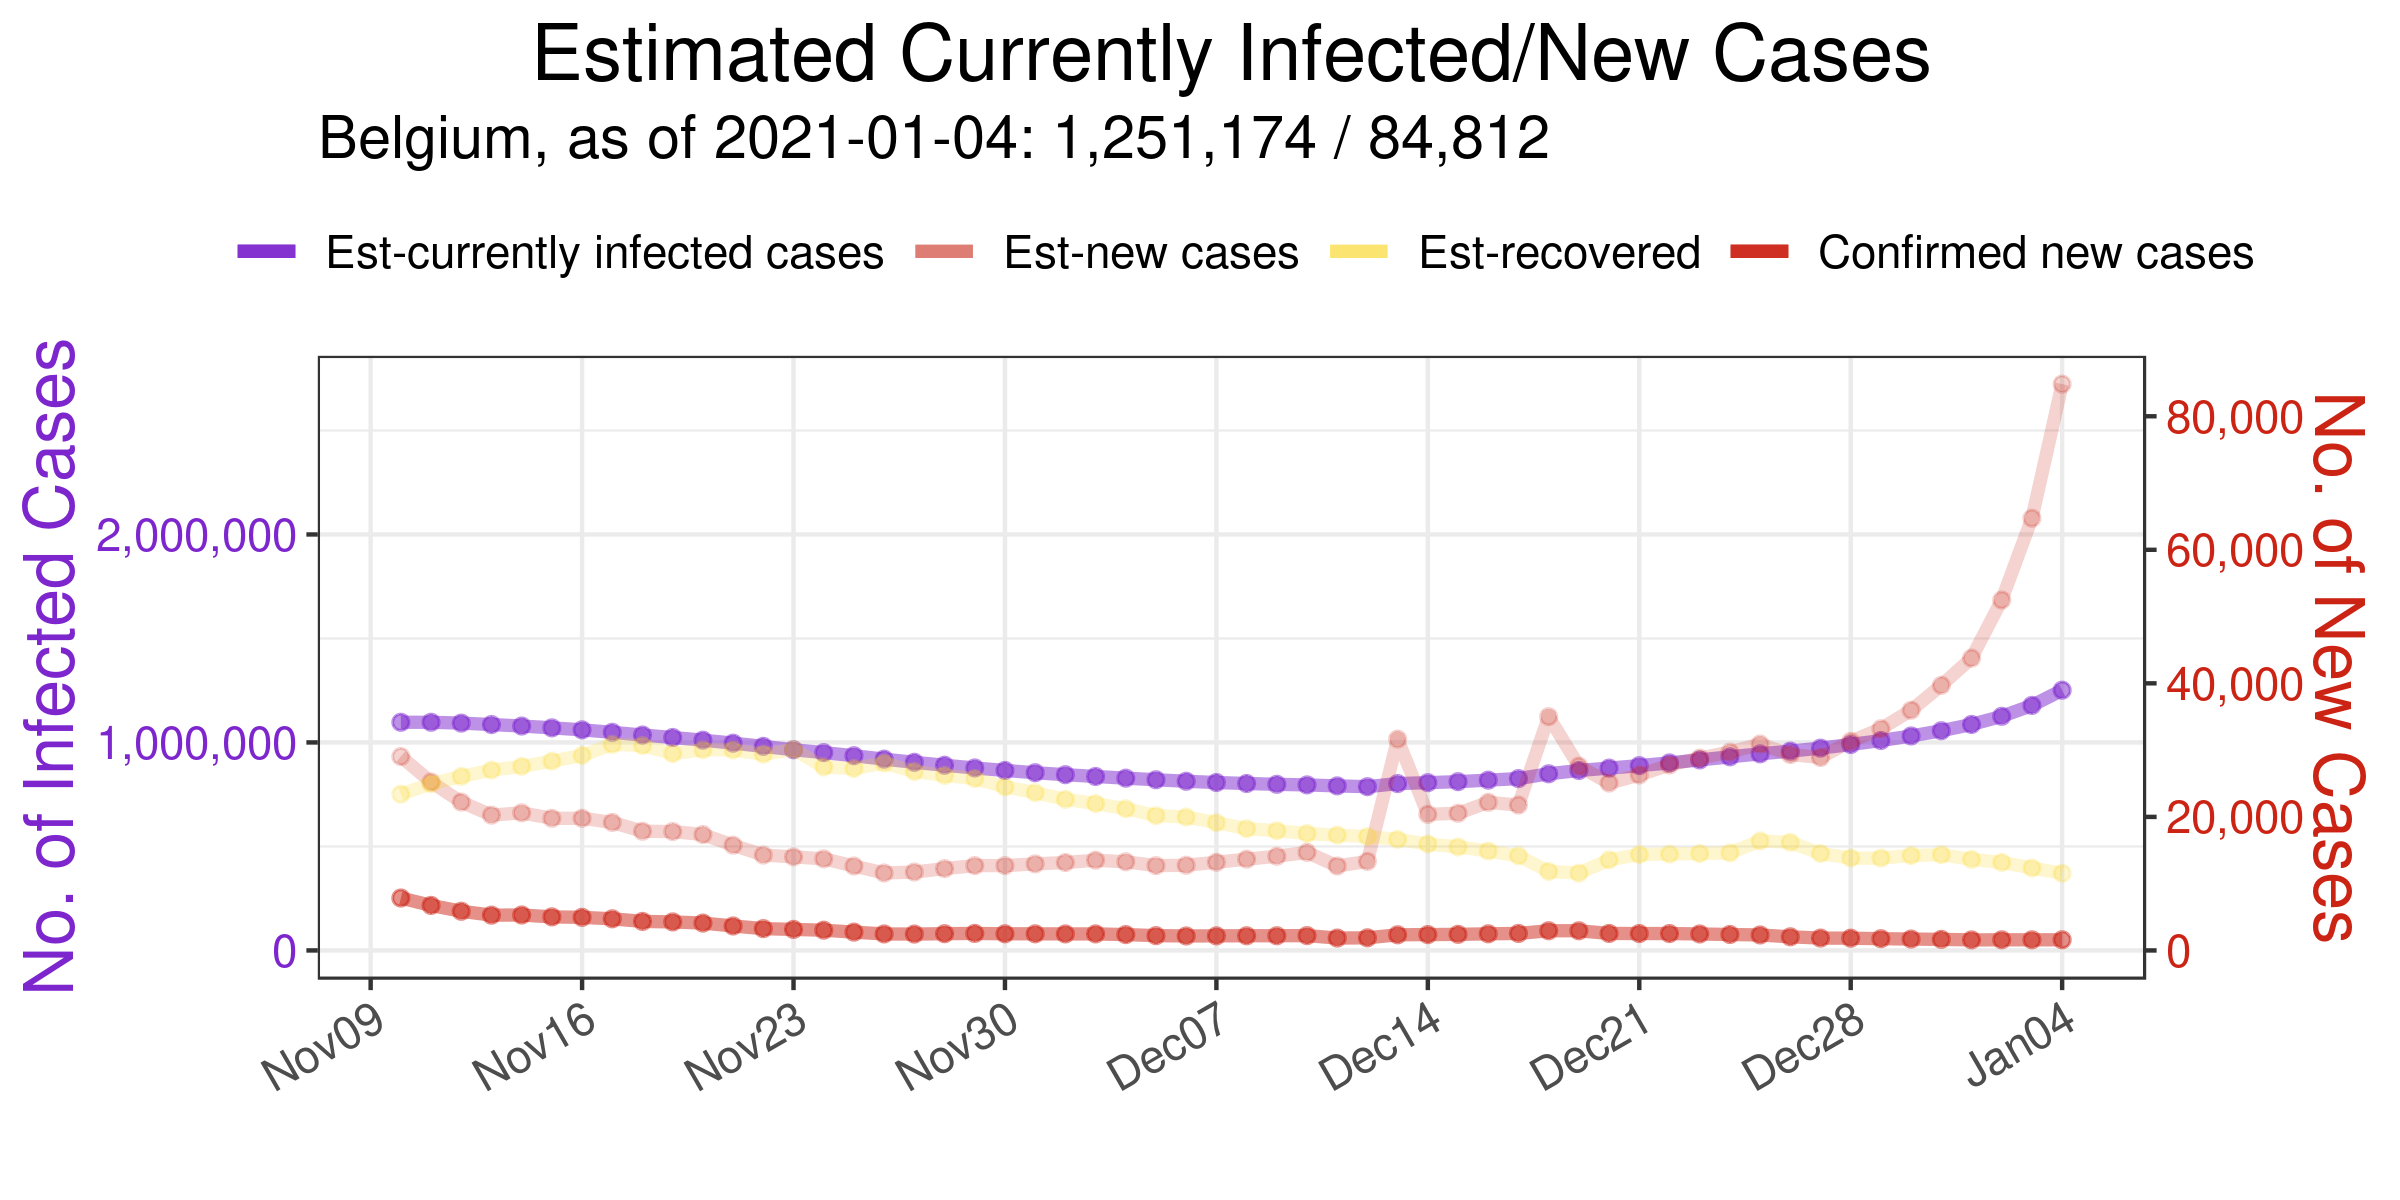 Estimated Currently Infected/New Cases
Belgium, as of 2021-01-04: 1,251,174 / 84,812
Est-currently infected cases Est-new cases Est-recovered Confirmed new cases
No. of Infected Cases
2,000,000
1,000,000
0
80,000
60,000
40,000
20,000
0
No. of New Cases
Nov09 Nov16 Nov23 Nov30 Dec07 Dec14 Dec21 Dec28 Jan04